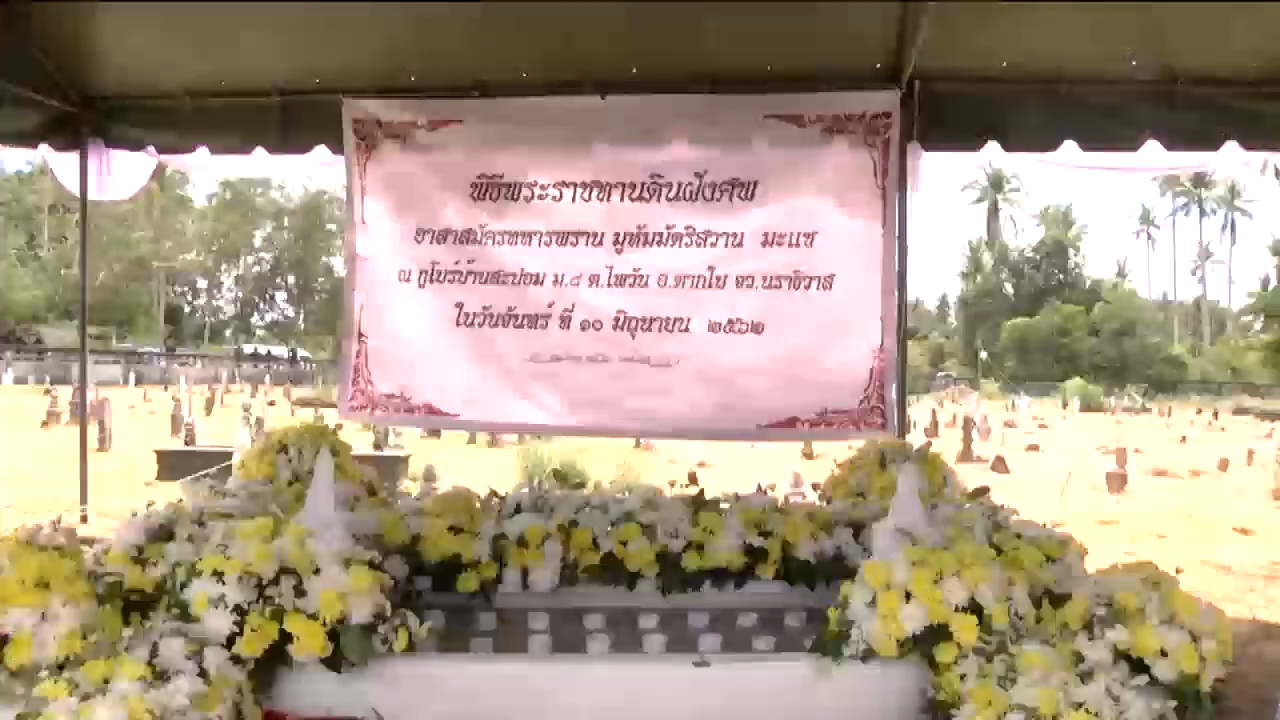 พิธีพระราชทานดินฝังศพ
อาสาสมัครทหารพราน มูหัมมัดริสวาน มะแซ
ณ กูโบร์บ้านสะปอม ม.๘ ต.ไพรวัน อ.ตากใบ จว.นราธิวาส
ในวันจันทร์ ที่ ๑๐ มิถุนายน ๒๕๖๒